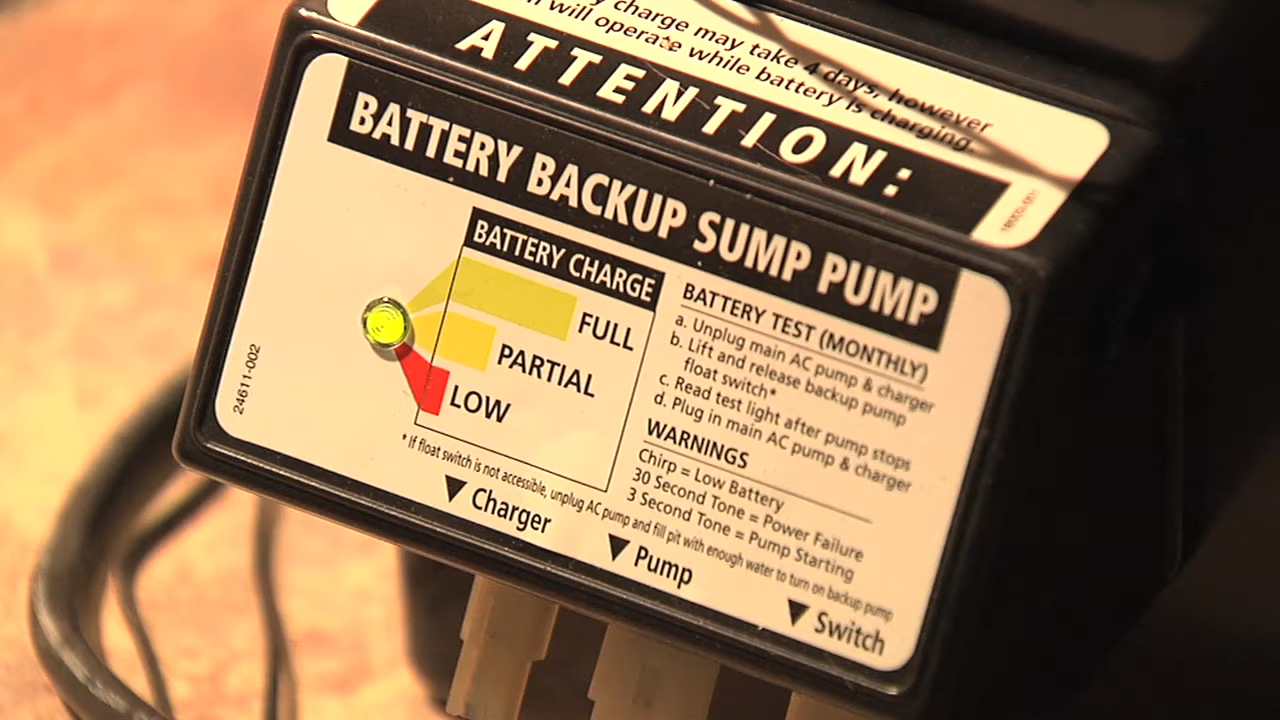 charge may take 4 days, however
will operate while battery is charging.
ATTENTION:
BATTERY BACKUP SUMP PUMP
BATTERY CHARGE
FULL
PARTIAL
LOW
24611-002
BATTERY TEST (MONTHLY)
a. Unplug main AC pump & charger
b. Lift and release backup pump
float switch*
c. Read test light after pump stops
d. Plug in main AC pump & charger
WARNINGS
Chirp = Low Battery
30 Second Tone = Power Failure
3 Second Tone = Pump Starting
* If float switch is not accessible, unplug AC pump and fill pit with enough water to turn on backup pump
▼ Charger
▼ Pump
▼ Switch